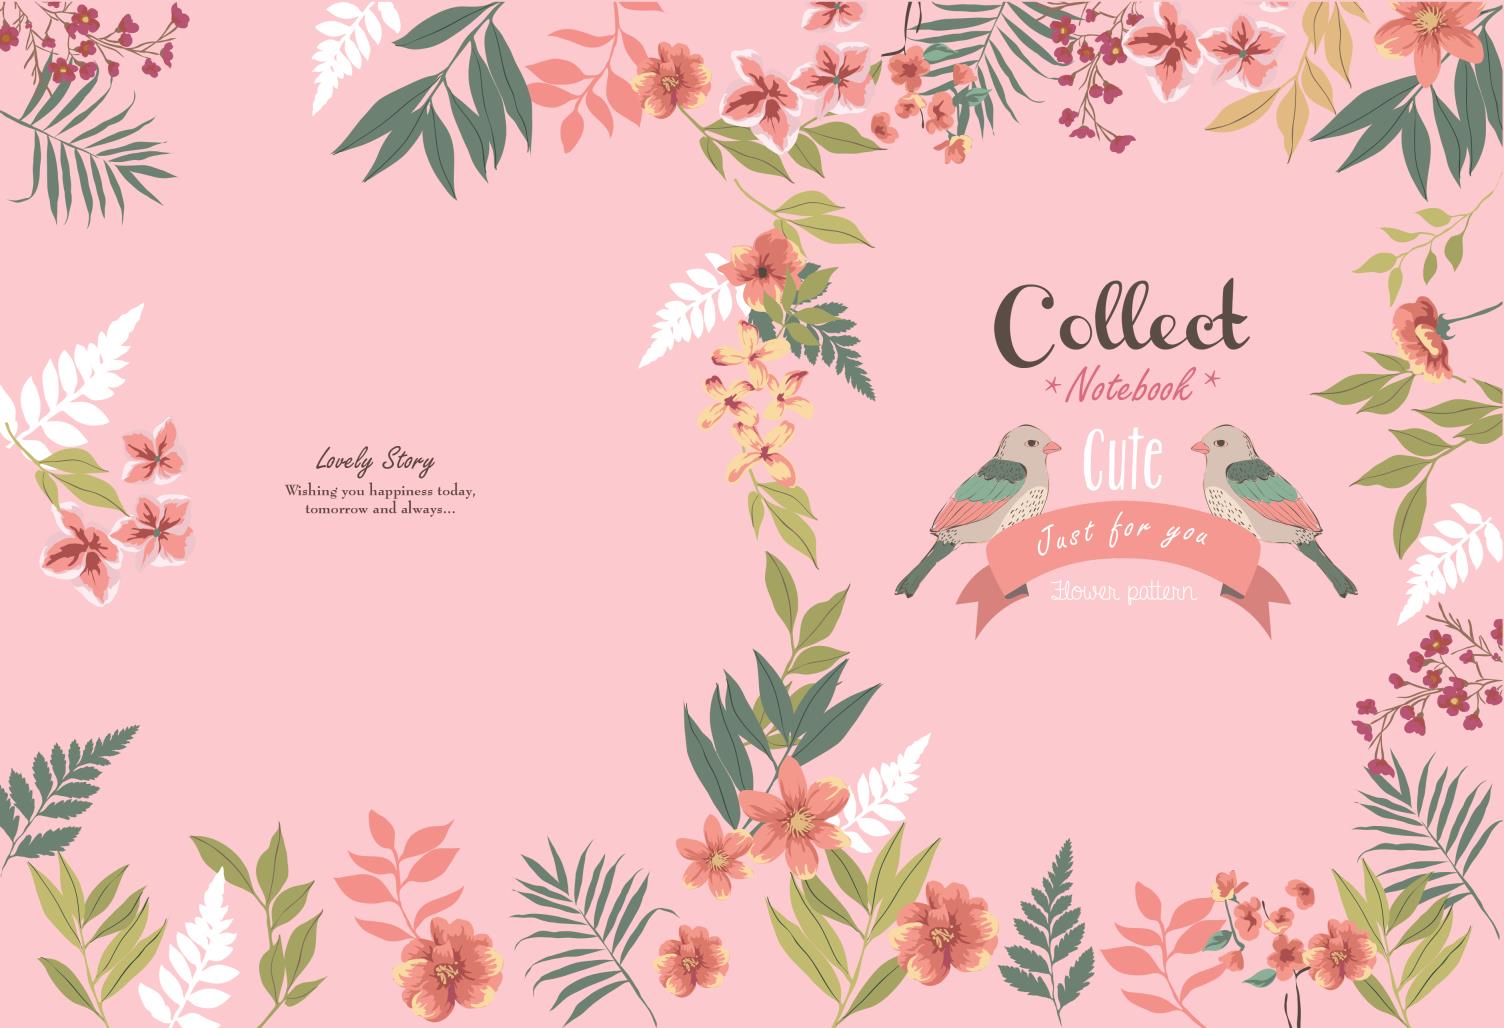 Lovely Story
Wishing you happiness today,
tomorrow and always...
Collect
*Notebook*
Cute
Just for you
Flower pattern